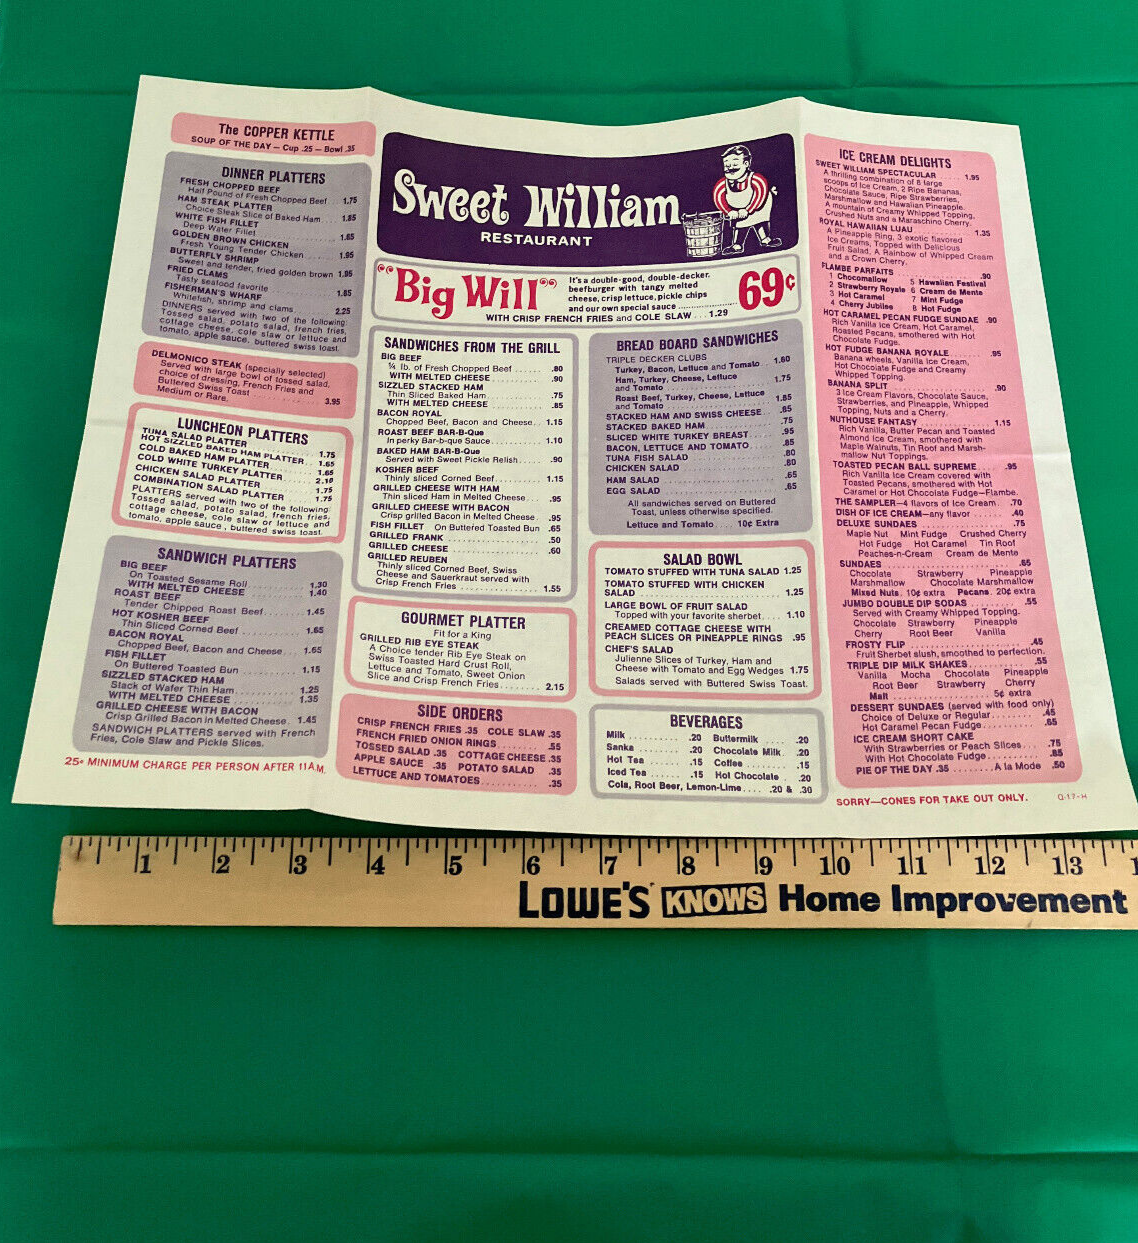 The COPPER KETTLE
SOUP OF THE DAY — Cup .25 — Bowl .35
DINNER PLATTERS
FRESH CHOPPED BEEF
Half Pound of Fresh Chopped Beef . . 1.75
HAM STEAK PLATTER
Choice Steak Slice of Baked Ham . . . 1.85
WHITE FISH FILLET
Deep Water Fillet . . . . . . . . . 1.65
GOLDEN BROWN CHICKEN
Fresh Young Tender Chicken . . . . . 1.95
BUTTERFLY SHRIMP
Sweet and tender, fried golden brown 1.95
FRIED CLAMS
Tasty seafood favorite . . . . . . . 1.85
FISHERMAN'S WHARF
Whitefish, shrimp and clams . . . . 2.25
DINNERS served with two of the following:
Tossed salad, potato salad, french fries,
cottage cheese, cole slaw or lettuce and
tomato, apple sauce, buttered swiss toast.
DELMONICO STEAK (specially selected)
Served with large bowl of tossed salad,
choice of dressing, French Fries and
Buttered Swiss Toast
Medium or Rare. . . . . . . . . 3.95
LUNCHEON PLATTERS
TUNA SALAD PLATTER . . . . . . . 1.75
HOT SIZZLED BAKED HAM PLATTER . . 1.65
COLD BAKED HAM PLATTER . . . . . 1.65
COLD WHITE TURKEY PLATTER . . . . 2.10
CHICKEN SALAD PLATTER . . . . . . 1.75
COMBINATION SALAD PLATTER . . . . 1.75
PLATTERS served with two of the following:
Tossed salad, potato salad, french fries,
cottage cheese, cole slaw or lettuce and
tomato, apple sauce, buttered swiss toast.
SANDWICH PLATTERS
BIG BEEF
On Toasted Sesame Roll . . . . . . 1.30
WITH MELTED CHEESE . . . . . . . 1.40
ROAST BEEF
Tender Chipped Roast Beef . . . . . 1.45
HOT KOSHER BEEF
Thin Sliced Corned Beef . . . . . . 1.65
BACON ROYAL
Chopped Beef, Bacon and Cheese . . . 1.65
FISH FILLET
On Buttered Toasted Bun . . . . . . 1.15
SIZZLED STACKED HAM
Stack of Wafer Thin Ham . . . . . . 1.25
WITH MELTED CHEESE . . . . . . . 1.35
GRILLED CHEESE WITH BACON
Crisp Grilled Bacon in Melted Cheese . 1.45
SANDWICH PLATTERS served with French
Fries, Cole Slaw and Pickle Slices.
25¢ MINIMUM CHARGE PER PERSON AFTER 11 A.M.
Sweet William
RESTAURANT
"Big Will"
It's a double-good, double-decker,
beefburger with tangy melted
cheese, crisp lettuce, pickle chips
and our own special sauce . . . . . . .
69¢
WITH CRISP FRENCH FRIES and COLE SLAW . . . 1.29
SANDWICHES FROM THE GRILL
BIG BEEF
¼ lb. of Fresh Chopped Beef . . . . . .80
WITH MELTED CHEESE . . . . . . . .90
SIZZLED STACKED HAM
Thin Sliced Baked Ham . . . . . . . .75
WITH MELTED CHEESE . . . . . . . .85
BACON ROYAL
Chopped Beef, Bacon and Cheese . . 1.15
ROAST BEEF BAR-B-Que
In perky Bar-b-que Sauce . . . . . . 1.10
BAKED HAM BAR-B-Que
Served with Sweet Pickle Relish . . . .90
KOSHER BEEF
Thinly sliced Corned Beef . . . . . . 1.15
GRILLED CHEESE WITH HAM
Thin sliced Ham in Melted Cheese . . . .95
GRILLED CHEESE WITH BACON
Crisp grilled Bacon in Melted Cheese . .95
FISH FILLET On Buttered Toasted Bun .65
GRILLED FRANK . . . . . . . . . . .50
GRILLED CHEESE . . . . . . . . . . .60
GRILLED REUBEN
Thinly sliced Corned Beef, Swiss
Cheese and Sauerkraut served with
Crisp French Fries . . . . . . . . . 1.55
GOURMET PLATTER
Fit for a King
GRILLED RIB EYE STEAK
A Choice tender Rib Eye Steak on
Swiss Toasted Hard Crust Roll,
Lettuce and Tomato, Sweet Onion
Slice and Crisp French Fries . . . . . . 2.15
SIDE ORDERS
CRISP FRENCH FRIES .35 COLE SLAW .35
FRENCH FRIED ONION RINGS . . . . . .55
TOSSED SALAD .35 COTTAGE CHEESE .35
APPLE SAUCE .35 POTATO SALAD .35
LETTUCE AND TOMATOES . . . . . . . .35
BREAD BOARD SANDWICHES
TRIPLE DECKER CLUBS
Turkey, Bacon, Lettuce and Tomato . . 1.60
Ham, Turkey, Cheese, Lettuce
and Tomato . . . . . . . . . . . 1.75
Roast Beef, Turkey, Cheese, Lettuce
and Tomato . . . . . . . . . . . 1.85
STACKED HAM AND SWISS CHEESE . . . .85
STACKED BAKED HAM . . . . . . . . .75
SLICED WHITE TURKEY BREAST . . . . .95
BACON, LETTUCE AND TOMATO . . . . .85
TUNA FISH SALAD . . . . . . . . . .80
CHICKEN SALAD . . . . . . . . . . .80
HAM SALAD . . . . . . . . . . . . .65
EGG SALAD . . . . . . . . . . . . .65
All sandwiches served on Buttered
Toast, unless otherwise specified.
Lettuce and Tomato . . . . 10¢ Extra
SALAD BOWL
TOMATO STUFFED WITH TUNA SALAD 1.25
TOMATO STUFFED WITH CHICKEN
SALAD . . . . . . . . . . . . . . 1.25
LARGE BOWL OF FRUIT SALAD
Topped with your favorite sherbet . . . 1.10
CREAMED COTTAGE CHEESE WITH
PEACH SLICES OR PINEAPPLE RINGS .95
CHEF'S SALAD
Julienne Slices of Turkey, Ham and
Cheese with Tomato and Egg Wedges 1.75
Salads served with Buttered Swiss Toast.
BEVERAGES
Milk . . . . . . . .20 Buttermilk . . . .20
Sanka . . . . . . .20 Chocolate Milk . .20
Hot Tea . . . . . .15 Coffee . . . . . .15
Iced Tea . . . . . .15 Hot Chocolate . .20
Cola, Root Beer, Lemon-Lime . . . . .20 & .30
ICE CREAM DELIGHTS
SWEET WILLIAM SPECTACULAR . . . . 1.95
A thrilling combination of 8 large
scoops of Ice Cream, 2 Ripe Bananas,
Chocolate Sauce, Ripe Strawberries,
Marshmallow and Hawaiian Pineapple.
A mountain of Creamy Whipped Topping,
Crushed Nuts and a Maraschino Cherry.
ROYAL HAWAIIAN LUAU . . . . . . . 1.35
A Pineapple Ring, 3 exotic flavored
Ice Creams, Topped with Delicious
Fruit Salad, A Rainbow of Whipped Cream
and a Crown Cherry.
FLAMBE PARFAITS . . . . . . . . . .90
1 Chocomallow 5 Hawaiian Festival
2 Strawberry Royale 6 Cream de Mente
3 Hot Caramel 7 Mint Fudge
4 Cherry Jubilee 8 Hot Fudge
HOT CARAMEL PECAN FUDGE SUNDAE .90
Rich Vanilla Ice Cream, Hot Caramel,
Roasted Pecans, smothered with Hot
Chocolate Fudge.
HOT FUDGE BANANA ROYALE . . . . . .95
Banana wheels, Vanilla Ice Cream,
Hot Chocolate Fudge and Creamy
Whipped Topping.
BANANA SPLIT . . . . . . . . . . . .90
3 Ice Cream Flavors, Chocolate Sauce,
Strawberries, and Pineapple, Whipped
Topping, Nuts and a Cherry.
NUTHOUSE FANTASY . . . . . . . . 1.15
Rich Vanilla, Butter Pecan and Toasted
Almond Ice Cream, smothered with
Maple Walnuts, Tin Roof and Marsh-
mallow Nut Toppings.
TOASTED PECAN BALL SUPREME . . . . .95
Rich Vanilla Ice Cream covered with
Toasted Pecans, smothered with Hot
Caramel or Hot Chocolate Fudge—Flambe.
THE SAMPLER—4 flavors of Ice Cream . .70
DISH OF ICE CREAM—any flavor . . . . .40
DELUXE SUNDAES . . . . . . . . . . .75
Maple Nut Mint Fudge Crushed Cherry
Hot Fudge Hot Caramel Tin Roof
Peaches-n-Cream Cream de Mente
SUNDAES . . . . . . . . . . . . . .65
Chocolate Strawberry Pineapple
Marshmallow Chocolate Marshmallow
Mixed Nuts, 10¢ extra Pecans, 20¢ extra
JUMBO DOUBLE DIP SODAS . . . . . . .55
Served with Creamy Whipped Topping.
Chocolate Strawberry Pineapple
Cherry Root Beer Vanilla
FROSTY FLIP . . . . . . . . . . . . .45
Fruit Sherbet slush, smoothed to perfection.
TRIPLE DIP MILK SHAKES . . . . . . . .55
Vanilla Mocha Chocolate Pineapple
Root Beer Strawberry Cherry
Malt . . . . . . . . . . . . 5¢ extra
DESSERT SUNDAES (served with food only)
Choice of Deluxe or Regular . . . . . .45
Hot Caramel Pecan Fudge . . . . . . .65
ICE CREAM SHORT CAKE
With Strawberries or Peach Slices . . . .75
With Hot Chocolate Fudge . . . . . . .85
PIE OF THE DAY .35 . . . . . A la Mode .50
SORRY—CONES FOR TAKE OUT ONLY.
Q-17-H
1 2 3 4 5 6 7 8 9 10 11 12 13
LOWE'S KNOWS Home Improvement